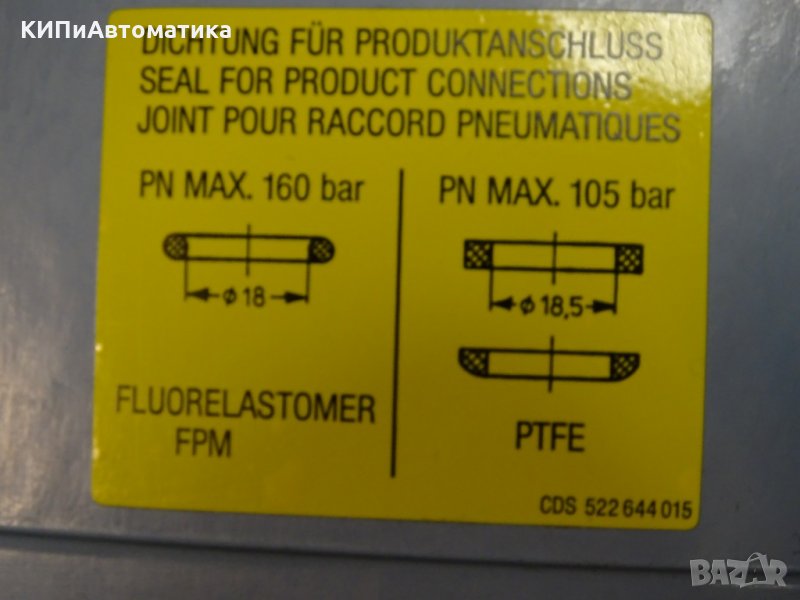 КИПиАвтоматика
DICHTUNG FÜR PRODUKTANSCHLUSS
SEAL FOR PRODUCT CONNECTIONS
JOINT POUR RACCORD PNEUMATIQUES
PN MAX. 160 bar
ϕ 18
FLUORELASTOMER
FPM
PN MAX. 105 bar
ϕ 18,5
PTFE
CDS 522 644 015
BAZAR